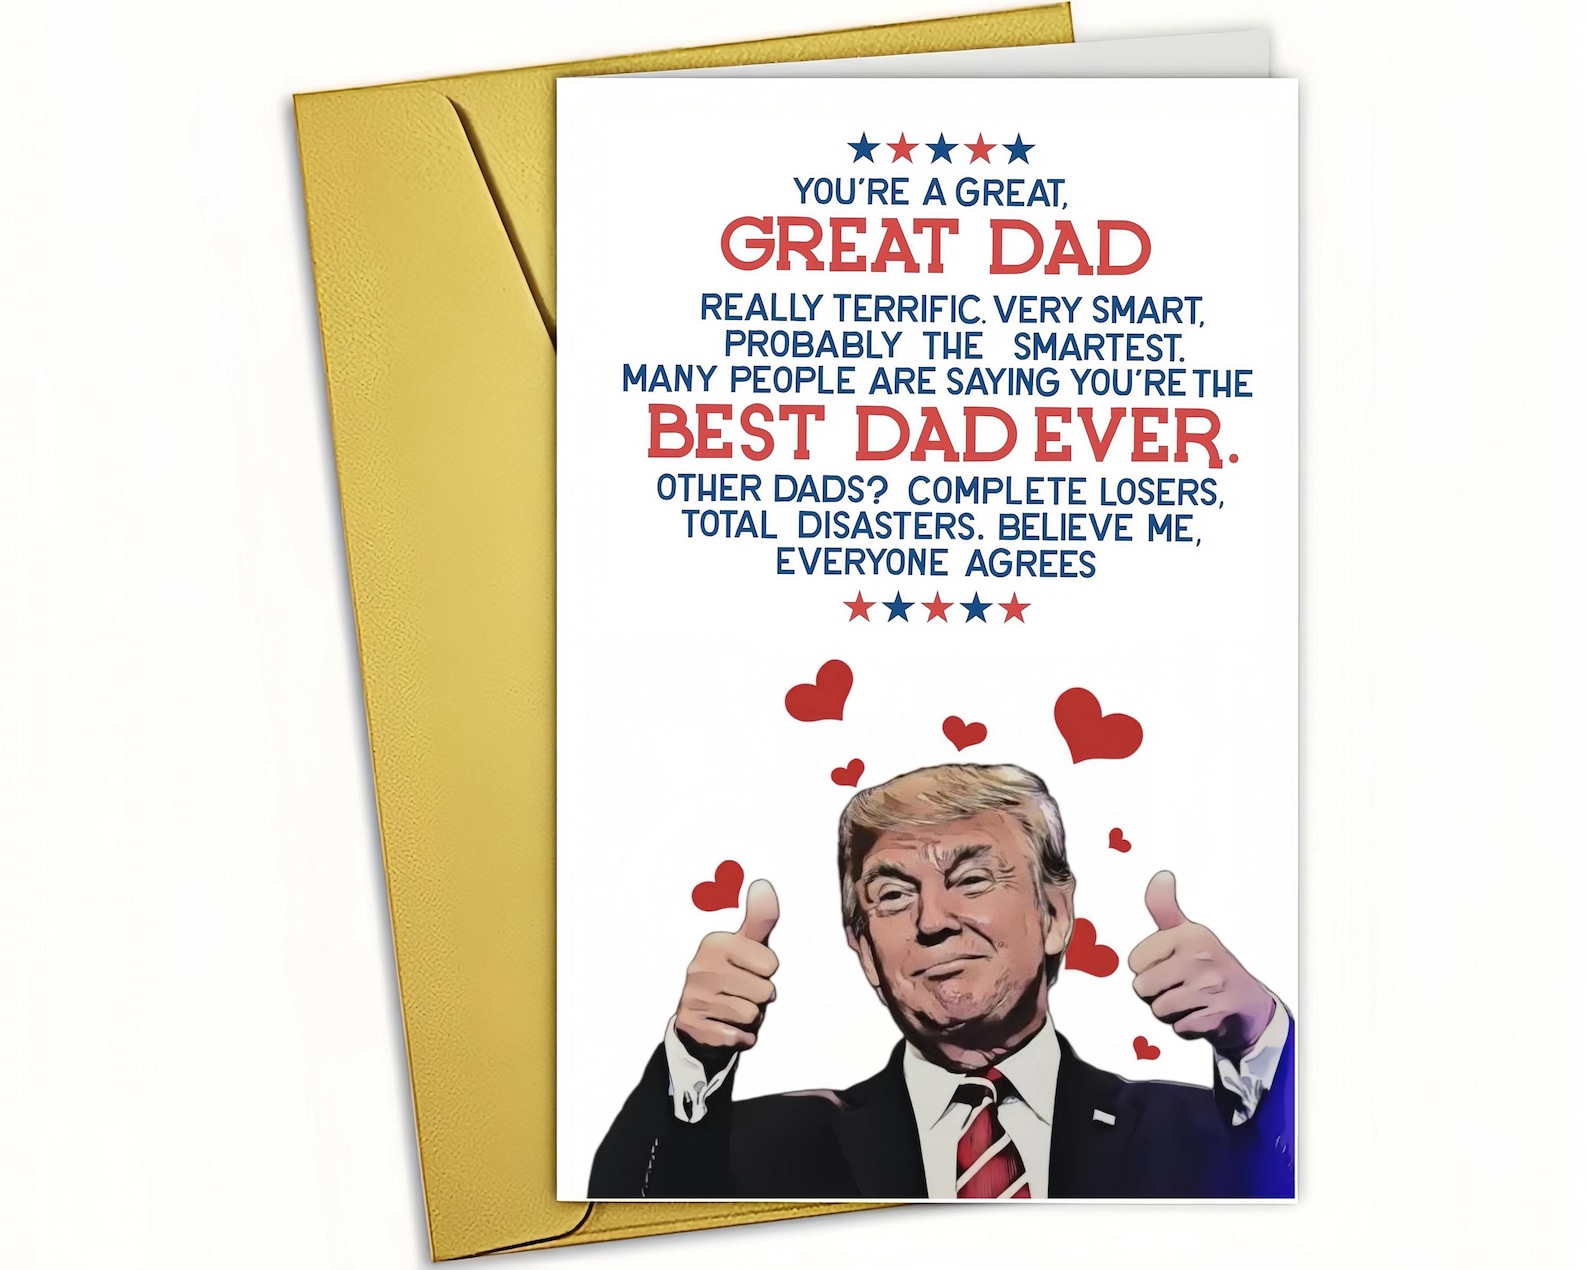 YOU'RE A GREAT,
GREAT DAD
REALLY TERRIFIC. VERY SMART,
PROBABLY THE SMARTEST.
MANY PEOPLE ARE SAYING YOU'RE THE
BEST DAD EVER.
OTHER DADS? COMPLETE LOSERS,
TOTAL DISASTERS. BELIEVE ME,
EVERYONE AGREES